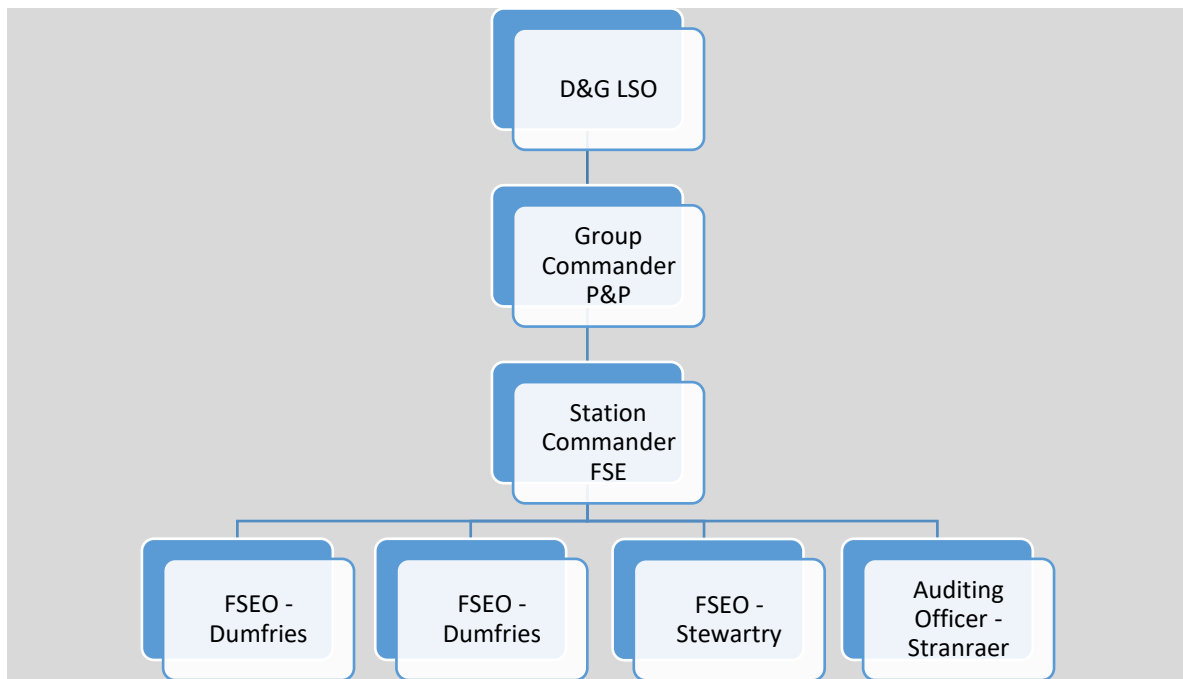 D&G LSO
Group
Commander
P&P
Station
Commander
FSE
FSEO -
Dumfries
FSEO -
Dumfries
FSEO -
Stewartry
Auditing
Officer -
Stranraer